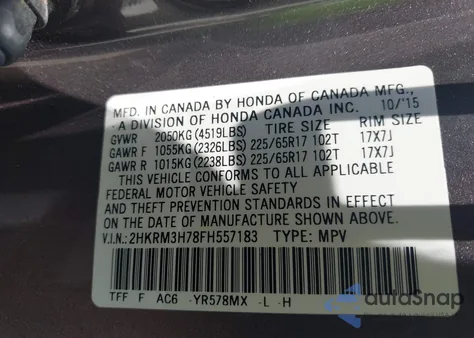 MFD. IN CANADA BY HONDA OF CANADA MFG.,
A DIVISION OF HONDA CANADA INC. 10/'15
GVWR 2050KG (4519LBS) TIRE SIZE RIM SIZE
GAWR F 1055KG (2326LBS) 225/65R17 102T 17X7J
GAWR R 1015KG (2238LBS) 225/65R17 102T 17X7J
THIS VEHICLE CONFORMS TO ALL APPLICABLE
FEDERAL MOTOR VEHICLE SAFETY
AND THEFT PREVENTION STANDARDS IN EFFECT
ON THE DATE OF MANUFACTURE SHOWN ABOVE.
V.I.N.: 2HKRM3H78FH557183 TYPE: MPV
TFF F AC6 YR578MX -L -H
autoSnap